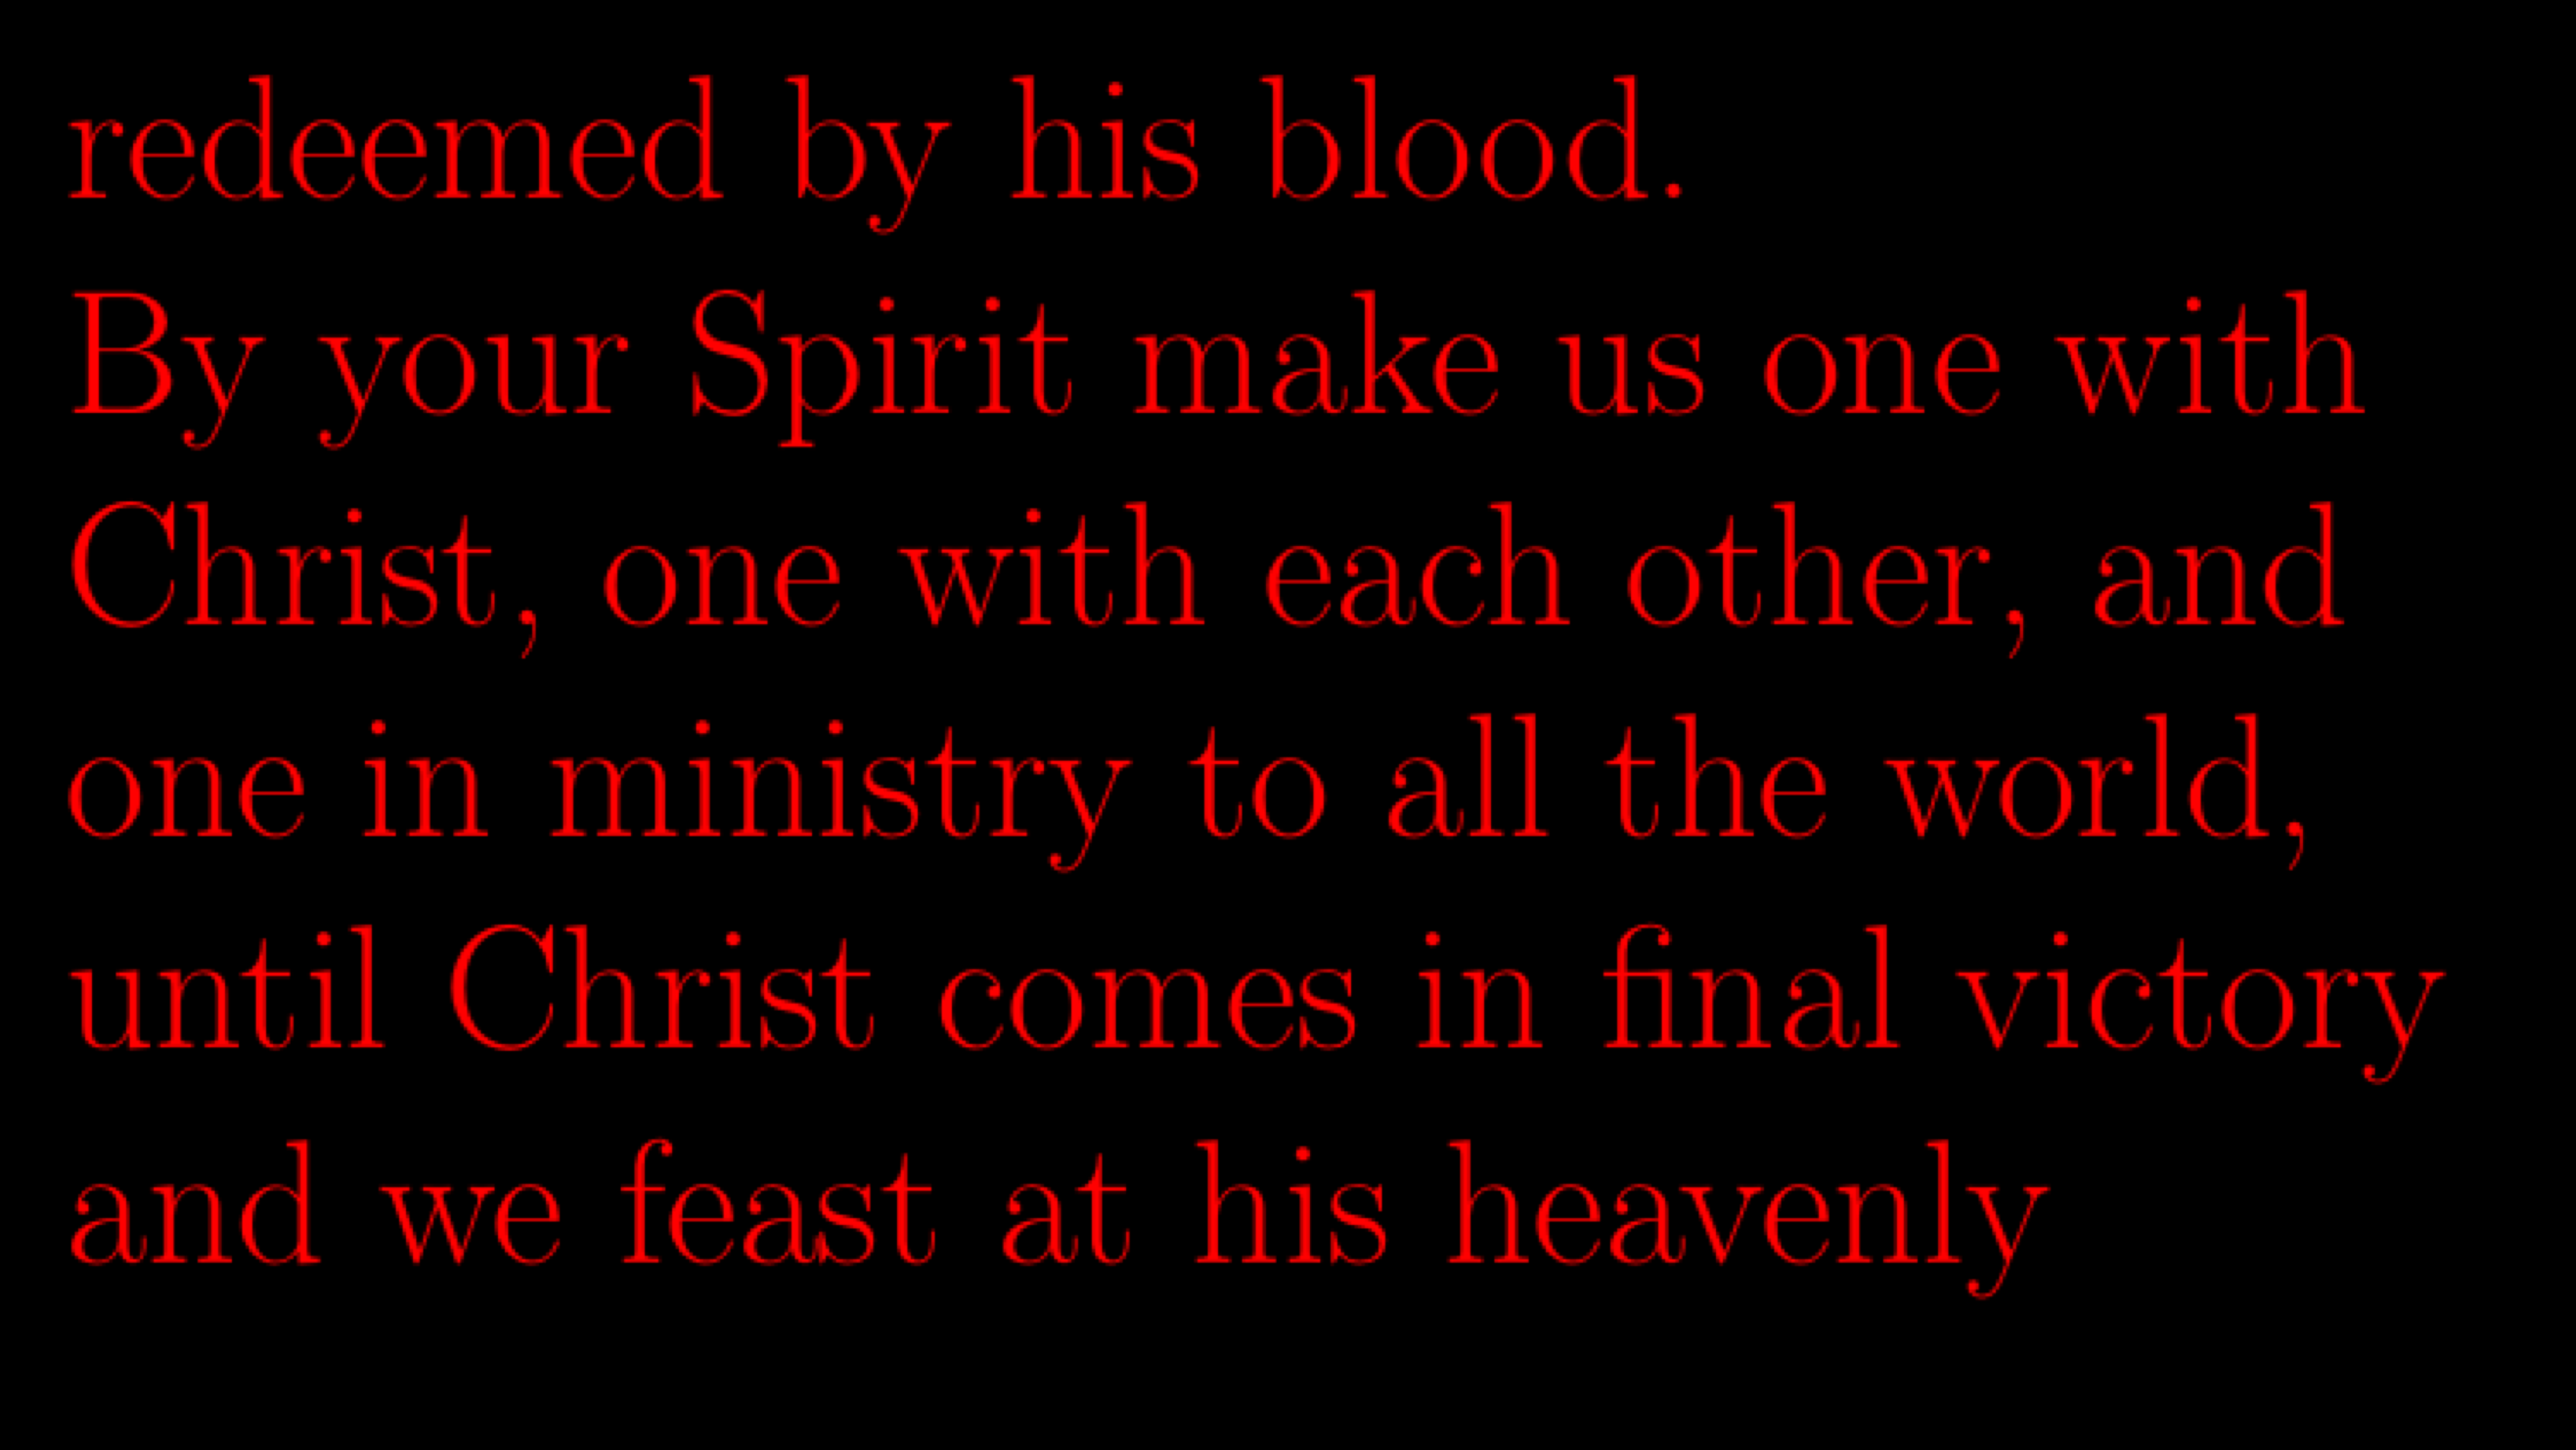 redeemed by his blood.
By your Spirit make us one with
Christ, one with each other, and
one in ministry to all the world,
until Christ comes in final victory
and we feast at his heavenly